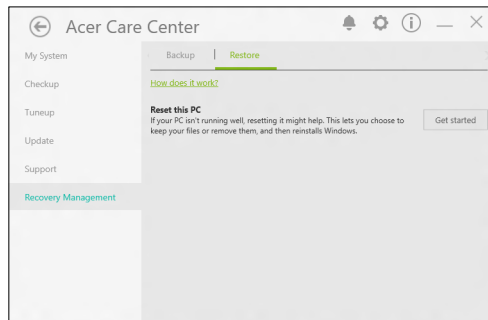 Acer Care Center
My System
Checkup
Tuneup
Update
Support
Recovery Management
Backup
Restore
How does it work?
Reset this PC
If your PC isn't running well, resetting it might help. This lets you choose to
keep your files or remove them, and then reinstalls Windows.
Get started